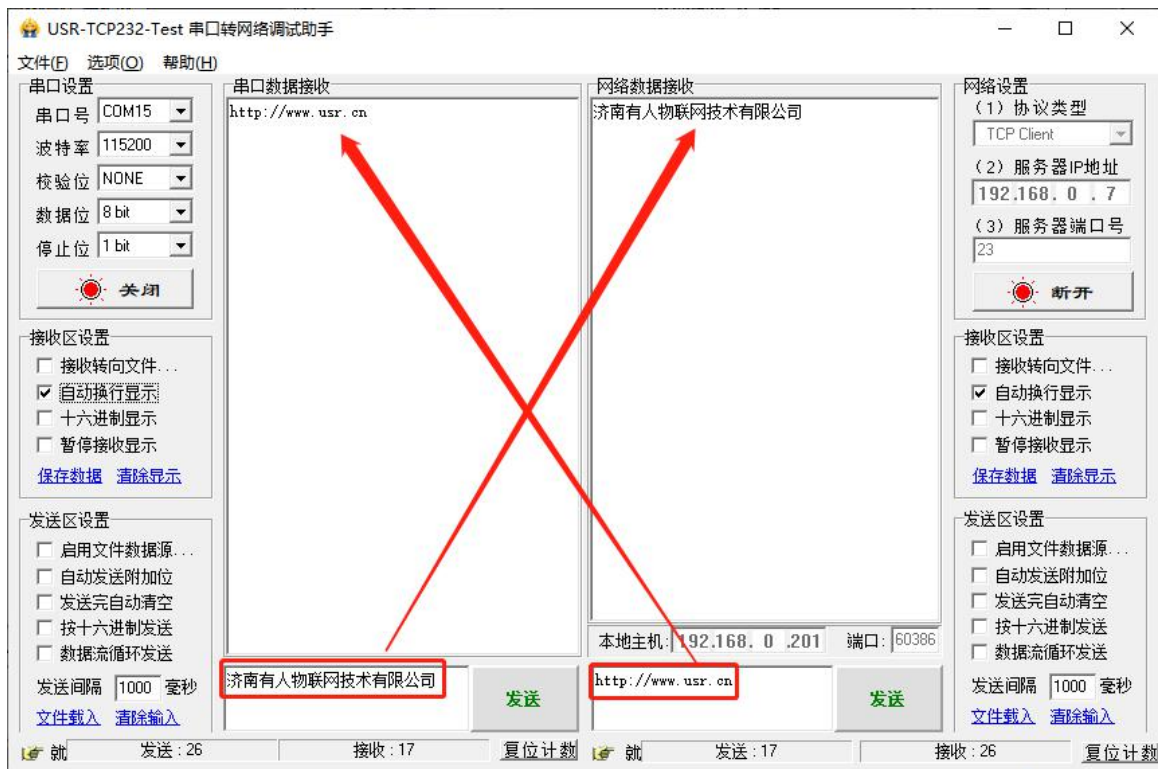 USR-TCP232-Test 串口转网络调试助手
文件(F) 选项(O) 帮助(H)
串口设置
串口号 COM15
波特率 115200
校验位 NONE
数据位 8 bit
停止位 1 bit
关闭
接收区设置
接收转向文件...
自动换行显示
十六进制显示
暂停接收显示
保存数据 清除显示
发送区设置
启用文件数据源...
自动发送附加位
发送完自动清空
按十六进制发送
数据流循环发送
发送间隔 1000 毫秒
文件载入 清除输入
串口数据接收
http://www.usr.cn
济南有人物联网技术有限公司
发送
网络数据接收
济南有人物联网技术有限公司
本地主机: 192.168. 0 .201 端口: 60386
http://www.usr.cn
发送
网络设置
(1) 协议类型
TCP Client
(2) 服务器IP地址
192.168. 0 . 7
(3) 服务器端口号
23
断开
接收区设置
接收转向文件...
自动换行显示
十六进制显示
暂停接收显示
保存数据 清除显示
发送区设置
启用文件数据源...
自动发送附加位
发送完自动清空
按十六进制发送
数据流循环发送
发送间隔 1000 毫秒
文件载入 清除输入
就 发送 : 26 接收 : 17 复位计数
就 发送 : 17 接收 : 26 复位计数